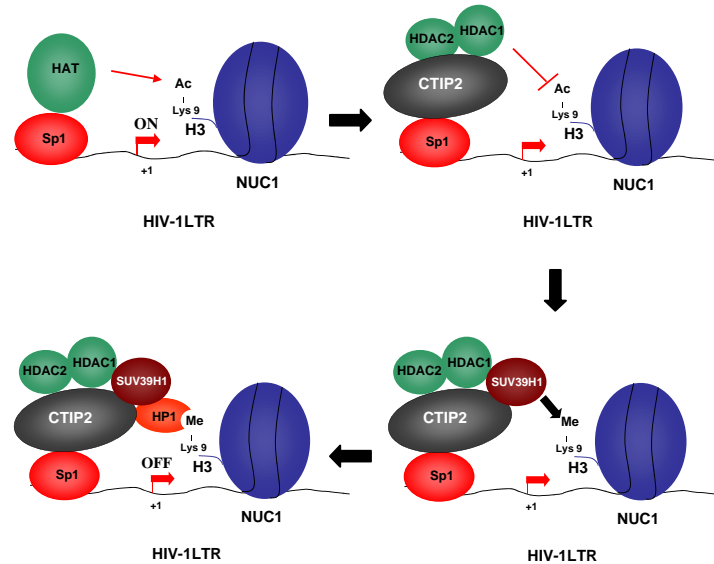 HAT
Sp1
Ac
Lys 9
H3
ON
+1
NUC1
HIV-1LTR
HDAC2
HDAC1
CTIP2
Sp1
Ac
Lys 9
H3
+1
NUC1
HIV-1LTR
HDAC2
HDAC1
SUV39H1
CTIP2
HP1
Me
Lys 9
H3
Sp1
OFF
+1
NUC1
HIV-1LTR
HDAC2
HDAC1
SUV39H1
CTIP2
Me
Lys 9
H3
Sp1
+1
NUC1
HIV-1LTR